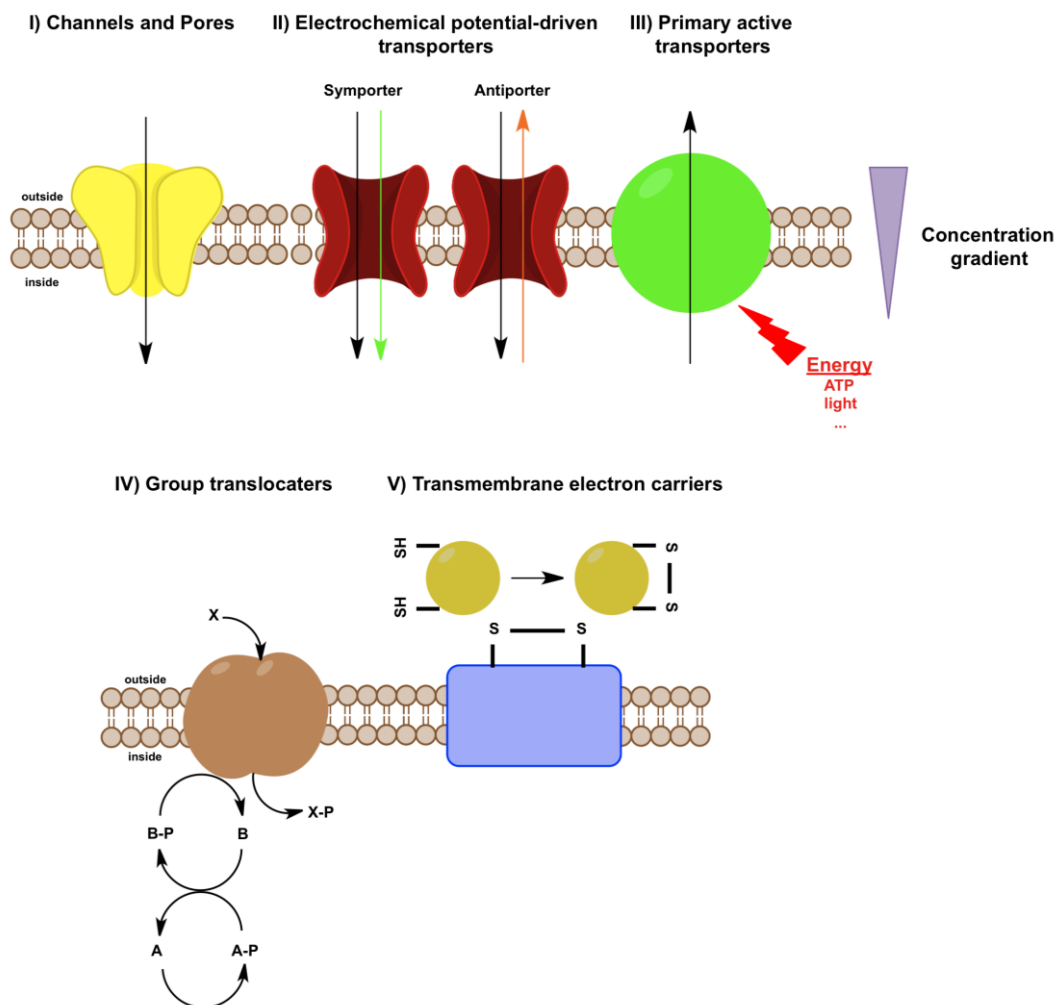 I) Channels and Pores
II) Electrochemical potential-driven
transporters
III) Primary active
transporters
Symporter
Antiporter
outside
inside
Concentration
gradient
Energy
ATP
light
...
IV) Group translocaters
V) Transmembrane electron carriers
SH
SH
S
S
S
S
X
outside
inside
X-P
B-P
B
A
A-P